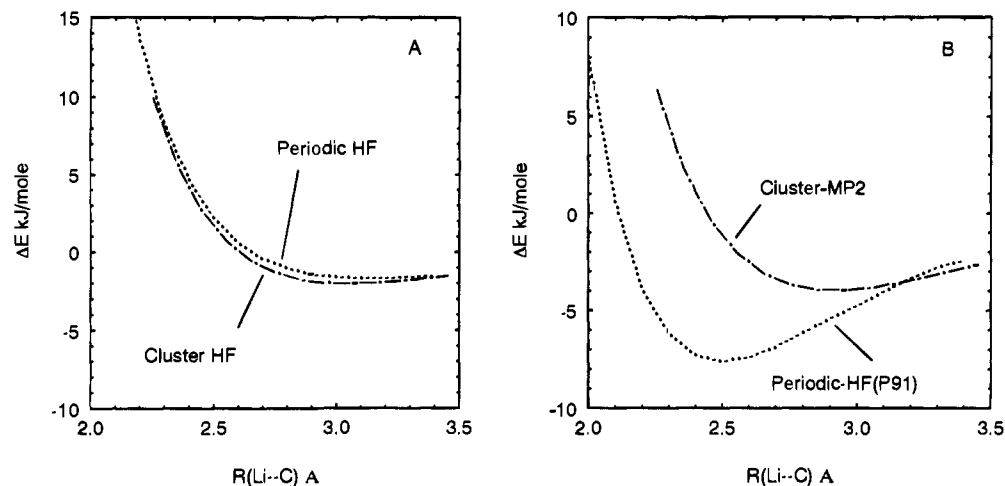 A
15
10
5
0
-5
-10
ΔE kJ/mole
Periodic HF
Cluster HF
2.0 2.5 3.0 3.5
R(Li--C) A
B
10
5
0
-5
-10
ΔE kJ/mole
Cluster-MP2
Periodic-HF(P91)
2.0 2.5 3.0 3.5
R(Li--C) A